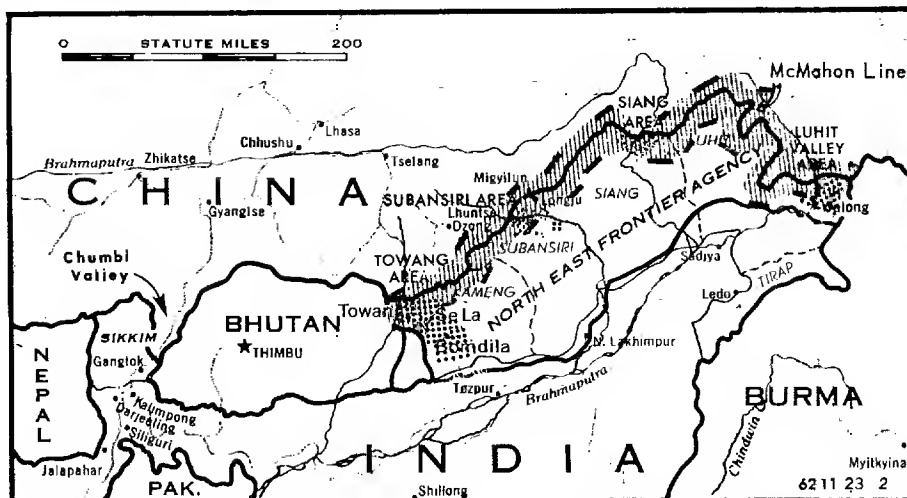 0 STATUTE MILES 200
McMahon Line
SIANG
AREA
LUHIT
VALLEY
AREA
Lhasa
Chhushu
Brahmaputra
Zhikatse
Tselang
Migyitun
CHINA
SUBANSIRI AREA
Longju
SIANG
Gyangtse
Lhuntse
Dzong
SUBANSIRI
NORTH EAST FRONTIER AGENCY
Walong
Chumbi
Valley
TOWANG
AREA
KAMENG
Sadiya
TIRAP
Ledo
Towang
Se La
BHUTAN
THIMBU
SIKKIM
Gangtok
NEPAL
Bomdila
N. Lakhimpur
Tezpur
Brahmaputra
BURMA
Kalimpong
Darjeeling
Siliguri
Jalapahar
INDIA
Chindwin
Myitkyina
PAK.
Shillong
62 11 23 2